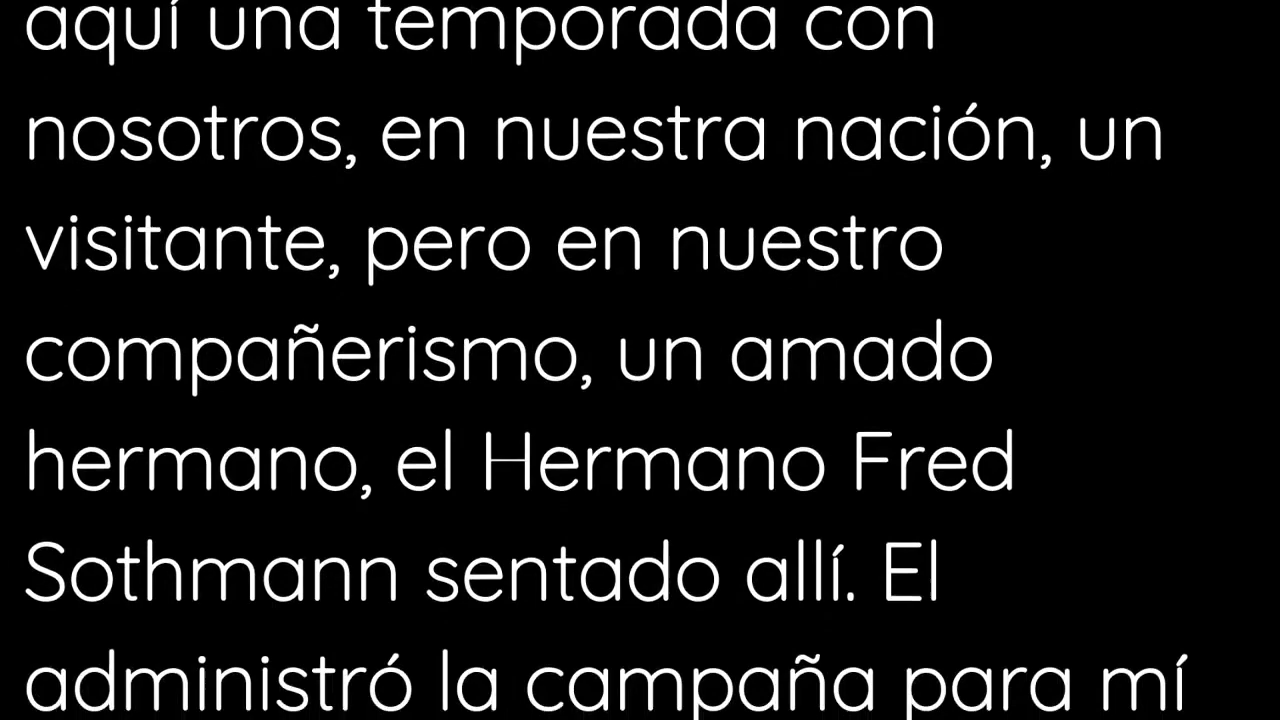 aquí una temporada con
nosotros, en nuestra nación, un
visitante, pero en nuestro
compañerismo, un amado
hermano, el Hermano Fred
Sothmann sentado allí. El
administró la campaña para mí